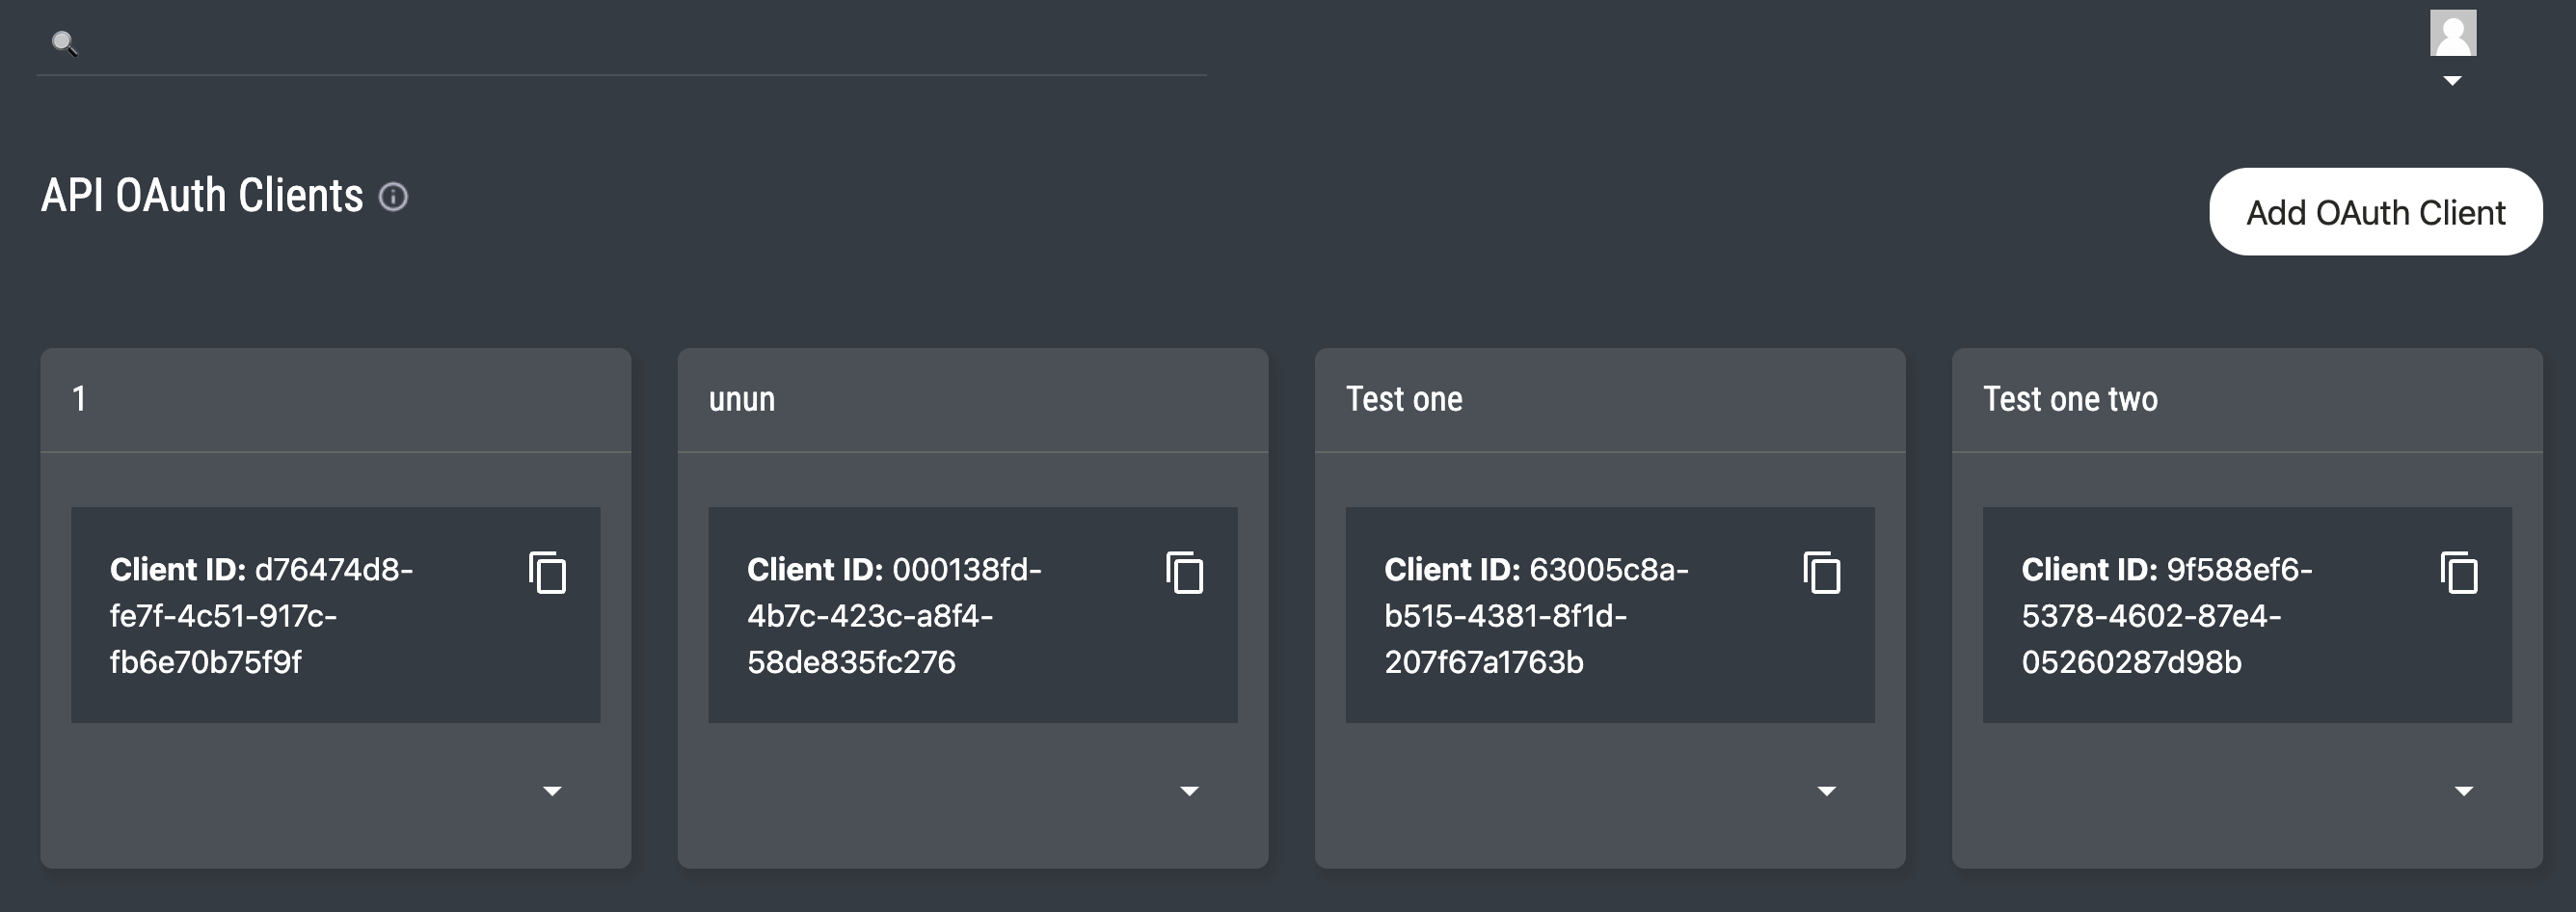 API OAuth Clients
Add OAuth Client
1
Client ID: d76474d8-
fe7f-4c51-917c-
fb6e70b75f9f
unun
Client ID: 000138fd-
4b7c-423c-a8f4-
58de835fc276
Test one
Client ID: 63005c8a-
b515-4381-8f1d-
207f67a1763b
Test one two
Client ID: 9f588ef6-
5378-4602-87e4-
05260287d98b